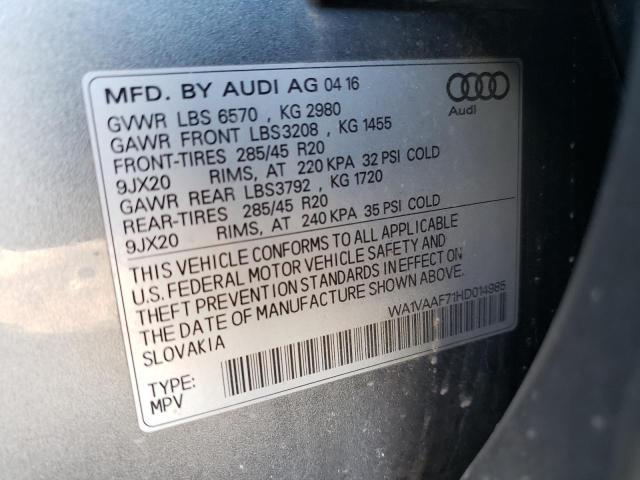 MFD. BY AUDI AG 04 16
GVWR LBS 6570 , KG 2980
GAWR FRONT LBS3208 , KG 1455
FRONT-TIRES 285/45 R20
9JX20 RIMS, AT 220 KPA 32 PSI COLD
GAWR REAR LBS3792 , KG 1720
REAR-TIRES 285/45 R20
9JX20 RIMS, AT 240 KPA 35 PSI COLD
THIS VEHICLE CONFORMS TO ALL APPLICABLE
U.S. FEDERAL MOTOR VEHICLE SAFETY AND
THEFT PREVENTION STANDARDS IN EFFECT ON
THE DATE OF MANUFACTURE SHOWN ABOVE.
SLOVAKIA
WA1VAAF71HD014985
TYPE:
MPV
Audi